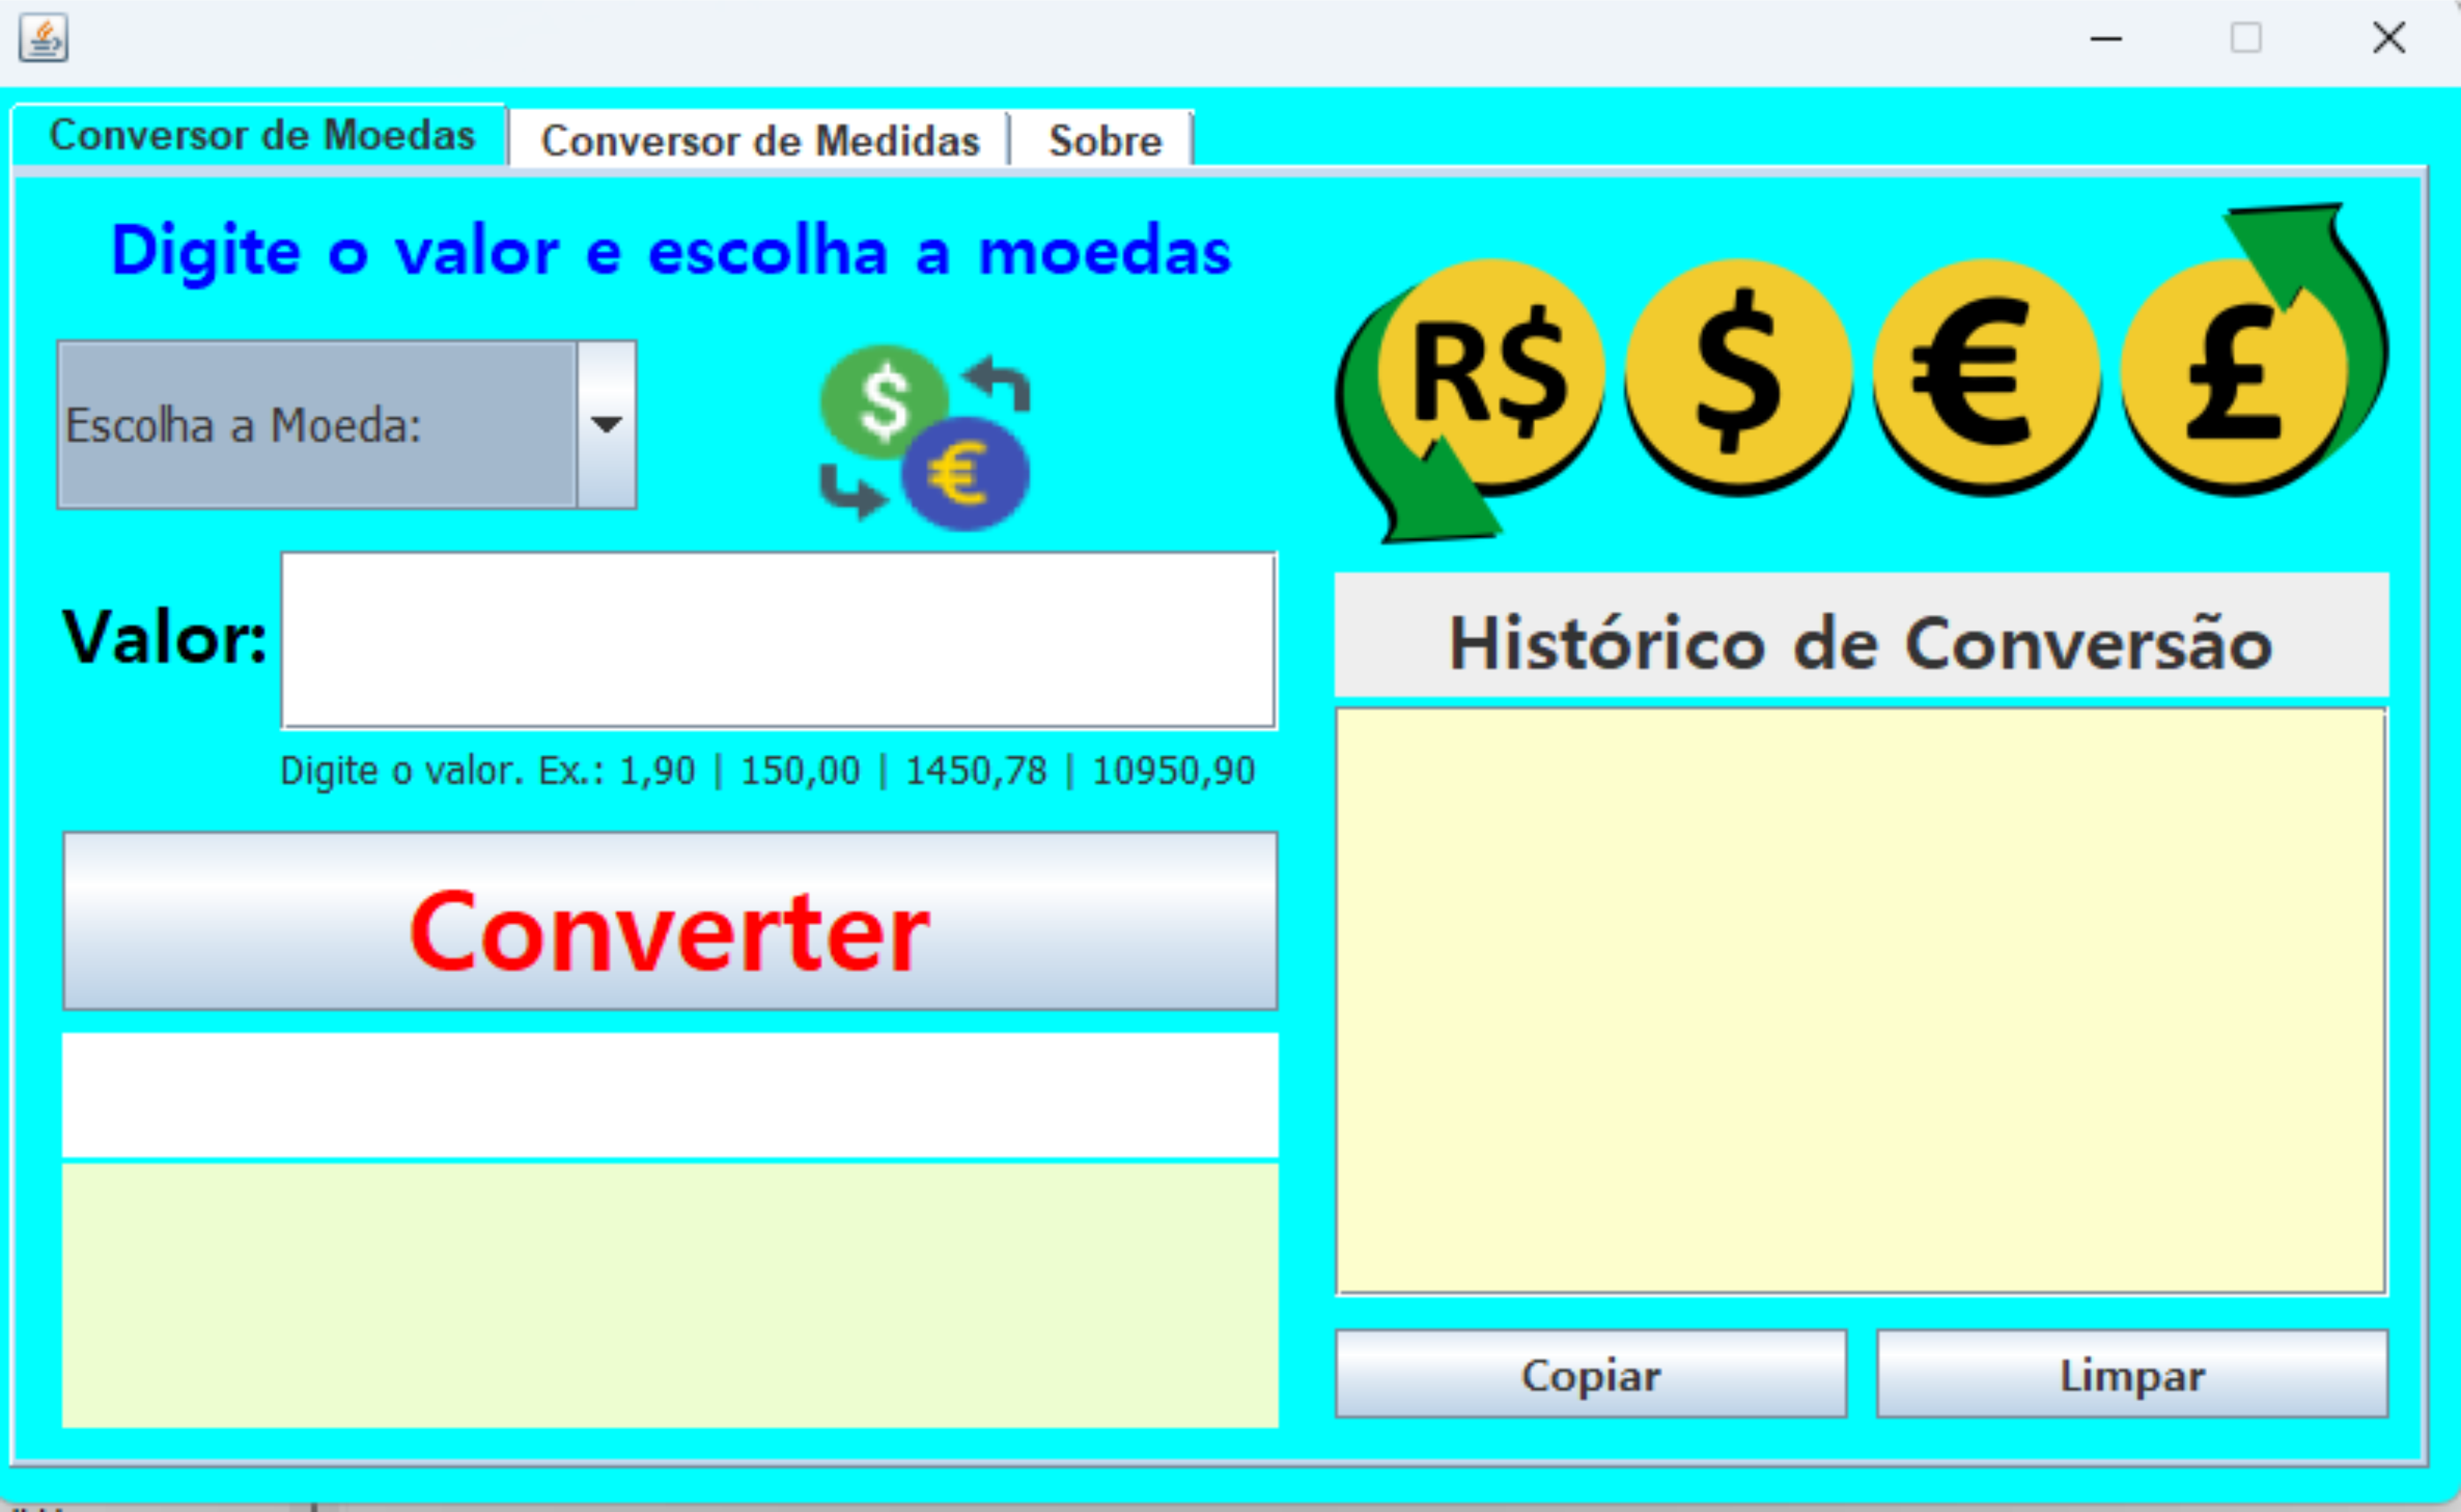 Conversor de Moedas
Conversor de Medidas
Sobre
Digite o valor e escolha a moedas
Escolha a Moeda:
$
€
R$
$
€
£
Valor:
Digite o valor. Ex.: 1,90 | 150,00 | 1450,78 | 10950,90
Converter
Histórico de Conversão
Copiar
Limpar